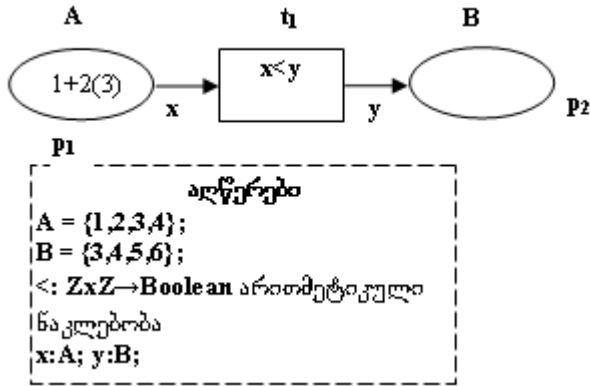 A t1 B
1+2(3) x<y
x y p2
p1
აღწერები
A = {1,2,3,4};
B = {3,4,5,6};
<: ZxZ→Boolean არითმეტიკული
ნაკლებობა
x:A; y:B;